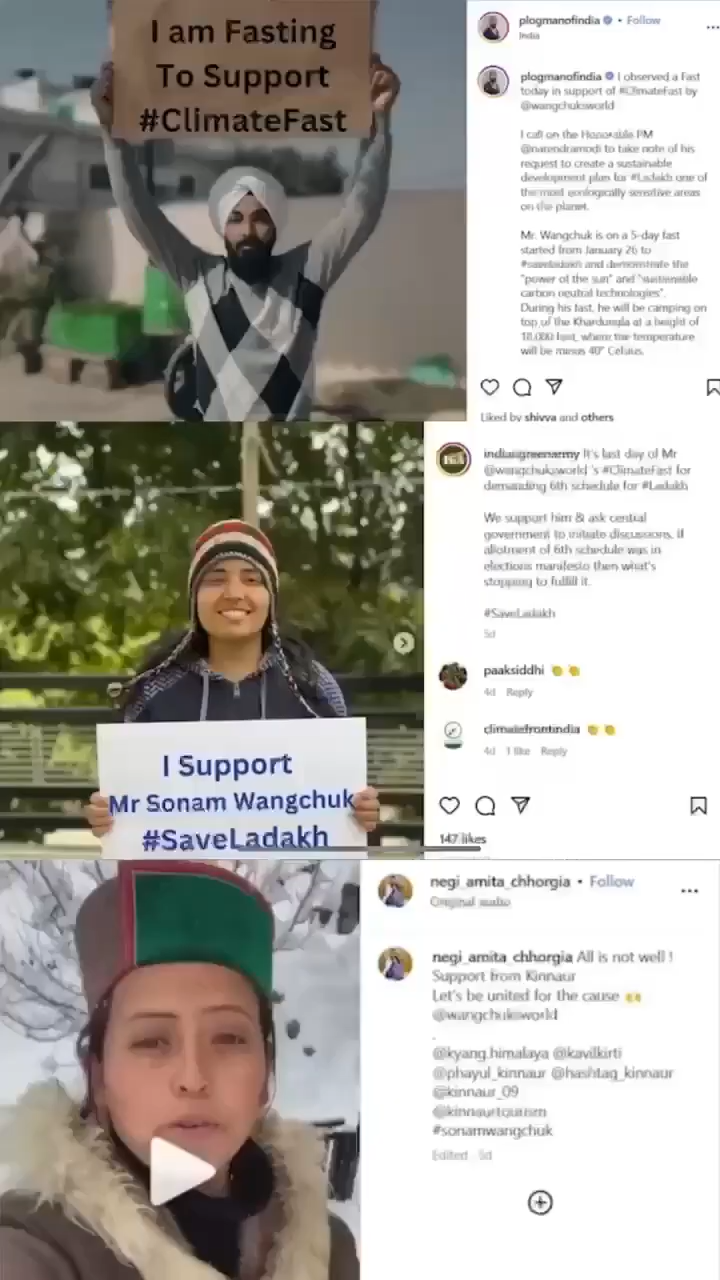 I am Fasting
To Support
#ClimateFast
plogmanofindia • Follow
India
plogmanofindia I observed a Fast
today in support of #ClimateFast by
@wangchuksworld
I call on the Honorable PM
@narendramodi to take note of his
request to create a sustainable
development plan for #Ladakh one of
the most ecologically sensitive areas
on the planet.
Mr. Wangchuk is on a 5-day fast
started from January 26 to
#saveladakh and demonstrate the
"power of the sun" and "sustainable
carbon neutral technologies".
During his fast, he will be camping on
top of the Khardungla at a height of
18,000 feet, where the temperature
will be minus 40° Celsius.
Liked by shivva and others
I Support
Mr Sonam Wangchuk
#SaveLadakh
indiangreenarmy It's last day of Mr
@wangchuksworld 's #ClimateFast for
demanding 6th schedule for #Ladakh
We support him & ask central
government to initiate discussions, if
allotment of 6th schedule was in
elections manifesto then what's
stopping to fulfill it.
#SaveLadakh
5d
paaksiddhi 👏👏
4d Reply
climatefrontindia 👏👏
4d 1 like Reply
147 likes
negi_amita_chhorgia • Follow
Original audio
negi_amita_chhorgia All is not well !
Support from Kinnaur
Let's be united for the cause 🙌
@wangchuksworld
.
@kyang.himalaya @kavilkirti
@phayul_kinnaur @hashtag_kinnaur
@kinnaur_09
@kinnaurtourism
#sonamwangchuk
Edited · 5d